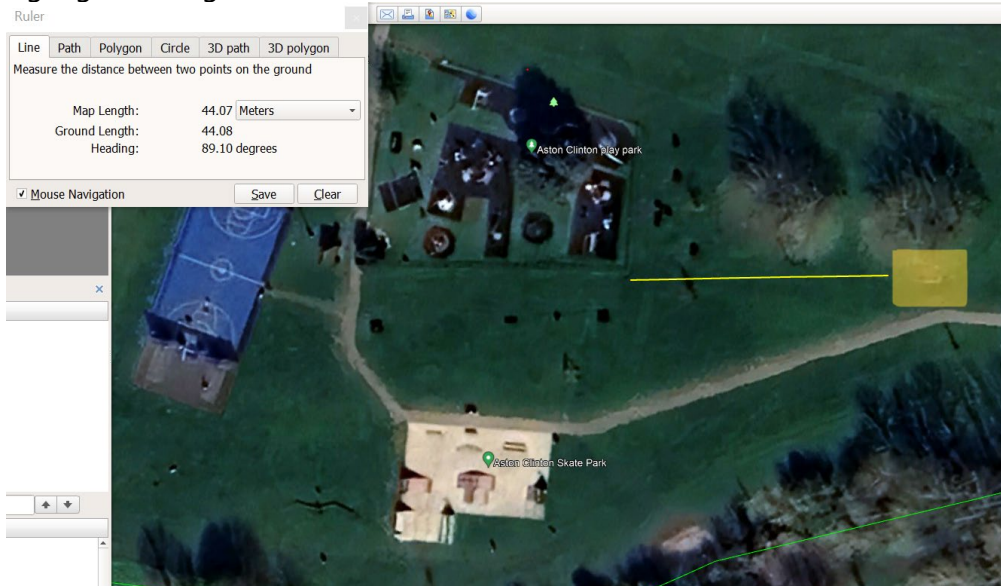 Ruler
Line Path Polygon Circle 3D path 3D polygon
Measure the distance between two points on the ground
Map Length: 44.07 Meters
Ground Length: 44.08
Heading: 89.10 degrees
Mouse Navigation Save Clear
Aston Clinton play park
Aston Clinton Skate Park